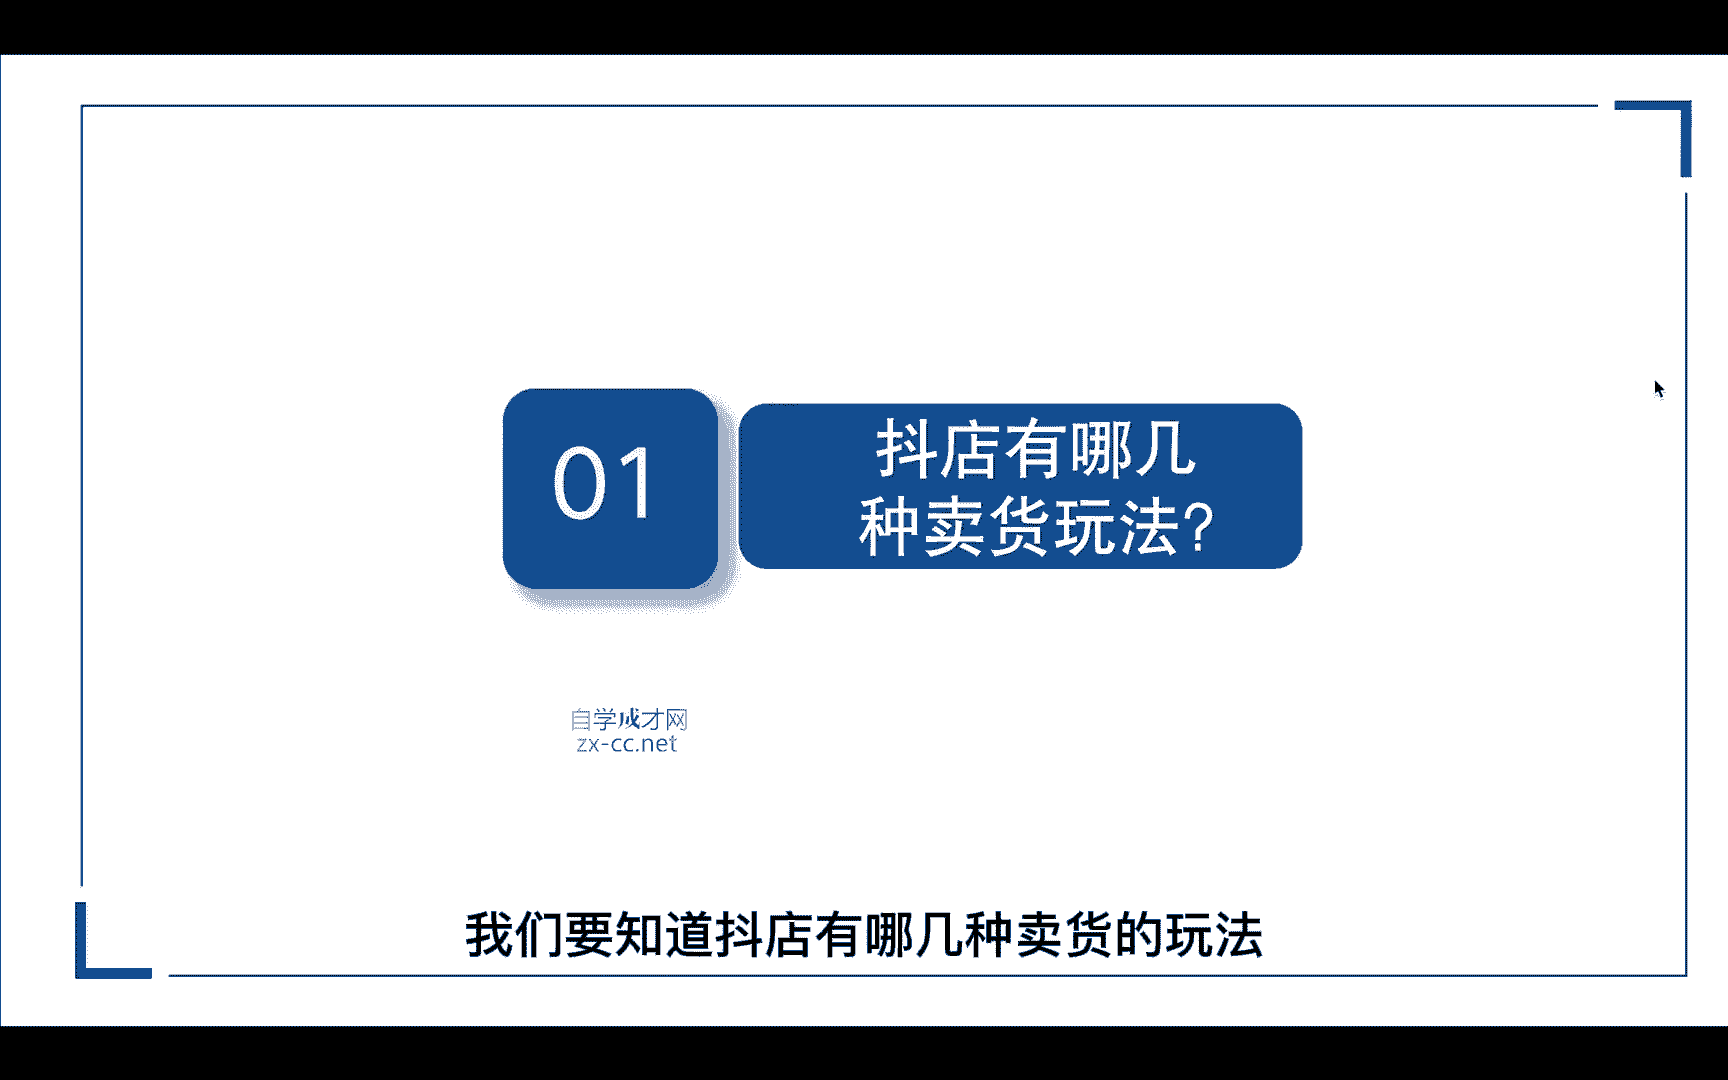 01
抖店有哪几
种卖货玩法?
自学成才网
zx-cc.net
我们要知道抖店有哪几种卖货的玩法